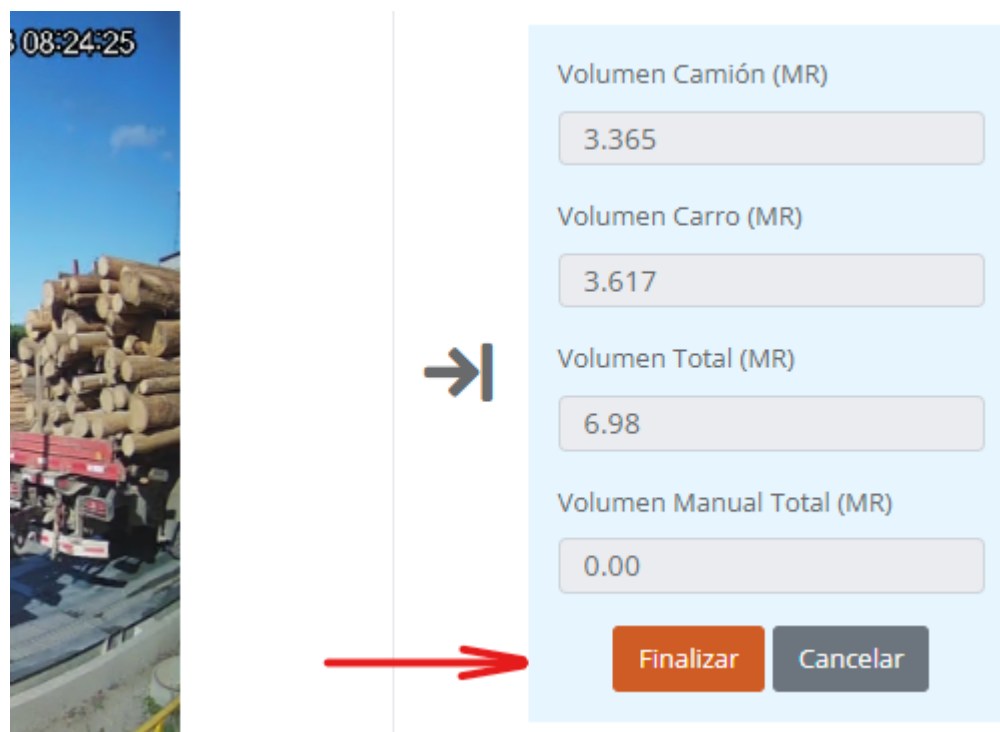 08:24:25
Volumen Camión (MR)
3.365
Volumen Carro (MR)
3.617
Volumen Total (MR)
6.98
Volumen Manual Total (MR)
0.00
Finalizar Cancelar